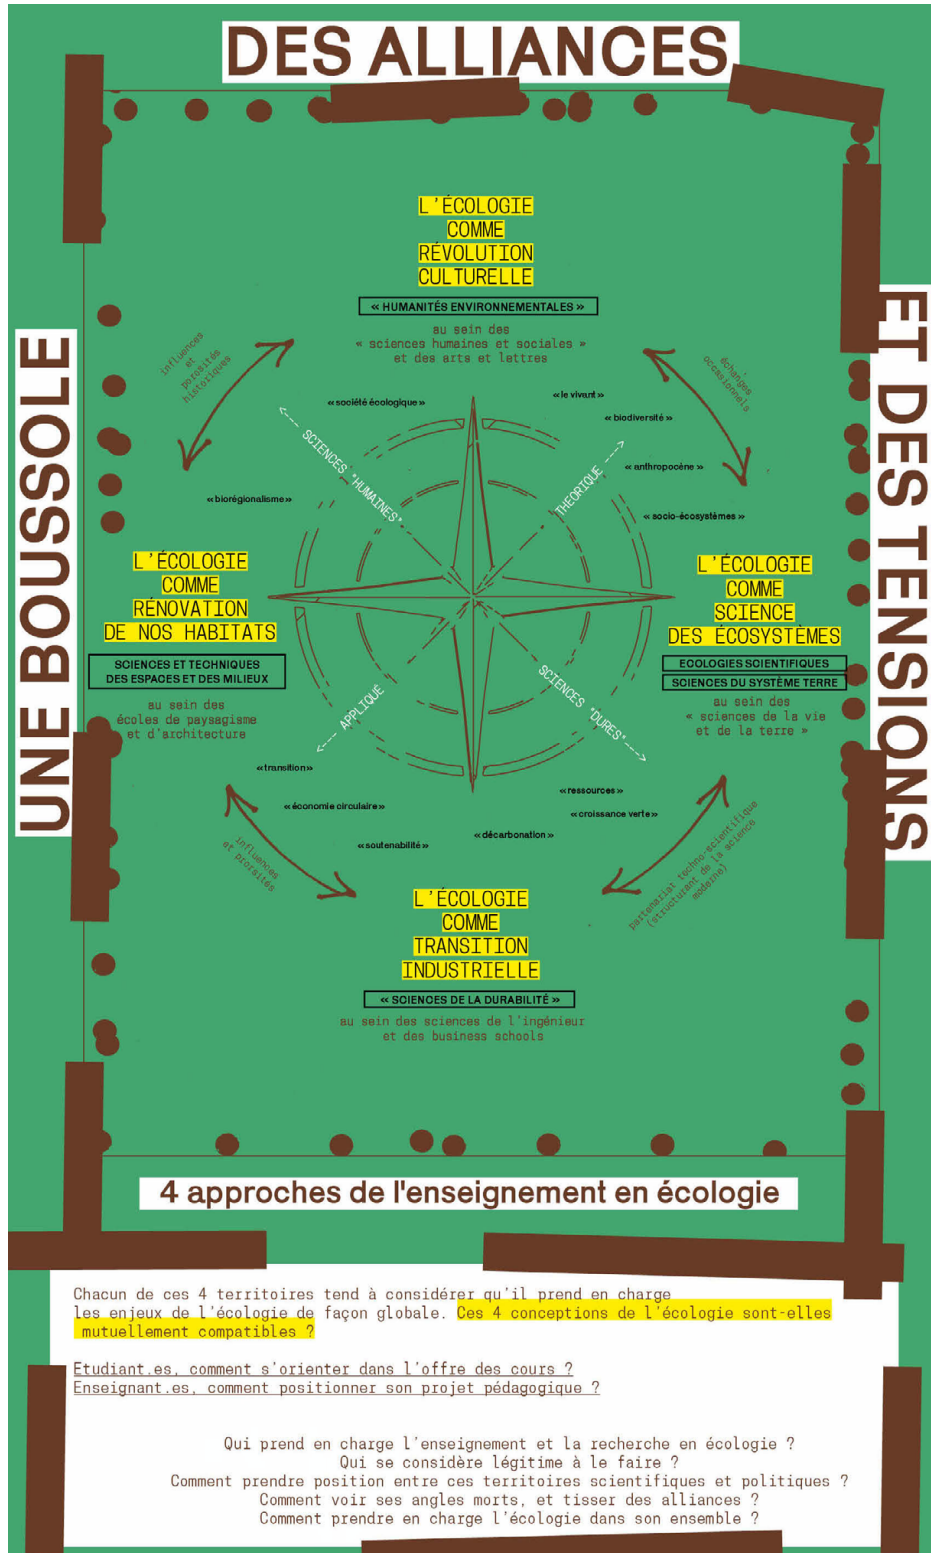 DES ALLIANCES
UNE BOUSSOLE
ET DES TENSIONS
L'ÉCOLOGIE
COMME
RÉVOLUTION
CULTURELLE
« HUMANITÉS ENVIRONNEMENTALES »
au sein des
« sciences humaines et sociales »
et des arts et lettres
influences
et
porosités
historiques
échanges
occasionnels
« société écologique »
« le vivant »
« biodiversité »
« anthropocène »
« socio-écosystèmes »
« biorégionalisme »
<---- SCIENCES "HUMAINES"
THEORIQUE ---->
L'ÉCOLOGIE
COMME
RÉNOVATION
DE NOS HABITATS
SCIENCES ET TECHNIQUES
DES ESPACES ET DES MILIEUX
au sein des
écoles de paysagisme
et d'architecture
L'ÉCOLOGIE
COMME
SCIENCE
DES ÉCOSYSTÈMES
ECOLOGIES SCIENTIFIQUES
SCIENCES DU SYSTÈME TERRE
au sein des
« sciences de la vie
et de la terre »
<---- APPLIQUÉ
SCIENCES "DURES"---->
« transition »
« économie circulaire »
« soutenabilité »
« décarbonation »
« ressources »
« croissance verte »
influences
et prorsités
partenariat techno-scientifique
(structurant de la science
moderne)
L'ÉCOLOGIE
COMME
TRANSITION
INDUSTRIELLE
« SCIENCES DE LA DURABILITÉ »
au sein des sciences de l'ingénieur
et des business schools
4 approches de l'enseignement en écologie
Chacun de ces 4 territoires tend à considérer qu'il prend en charge
les enjeux de l'écologie de façon globale. Ces 4 conceptions de l'écologie sont-elles
mutuellement compatibles ?
Etudiant.es, comment s'orienter dans l'offre des cours ?
Enseignant.es, comment positionner son projet pédagogique ?
Qui prend en charge l'enseignement et la recherche en écologie ?
Qui se considère légitime à le faire ?
Comment prendre position entre ces territoires scientifiques et politiques ?
Comment voir ses angles morts, et tisser des alliances ?
Comment prendre en charge l'écologie dans son ensemble ?